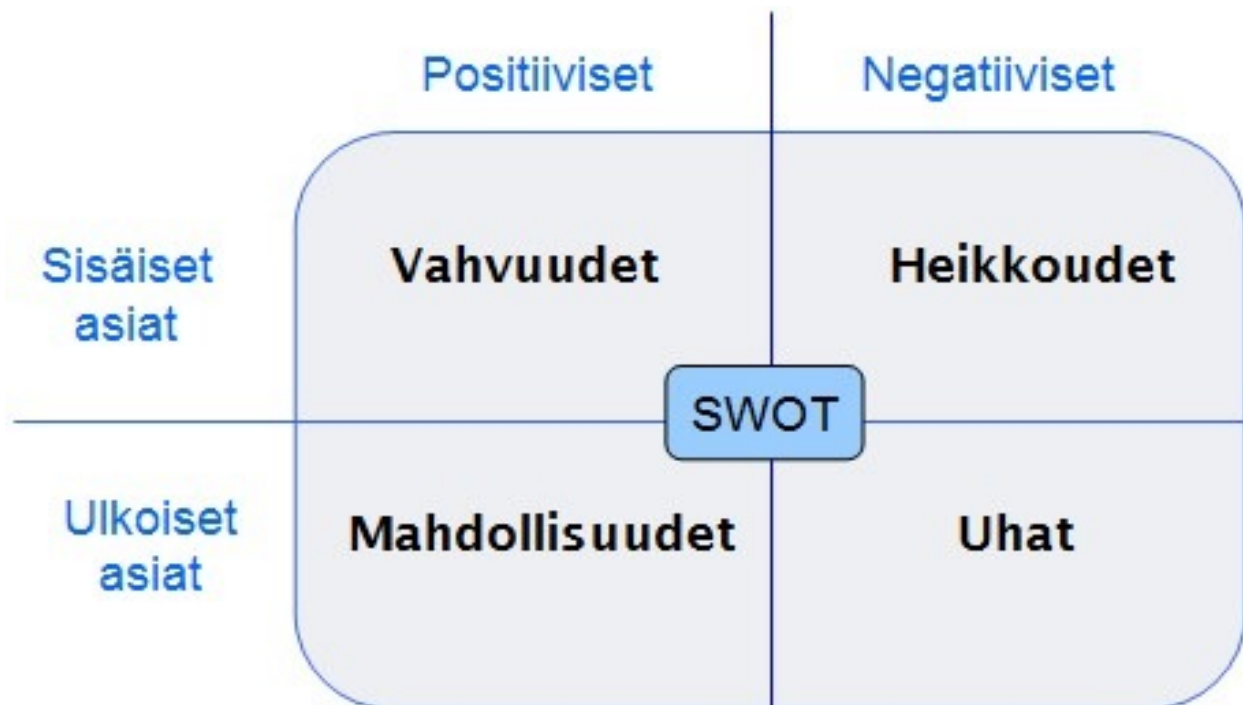 Positiiviset Negatiiviset
Sisäiset
asiat
Vahvuudet Heikkoudet
SWOT
Ulkoiset
asiat
Mahdollisuudet Uhat